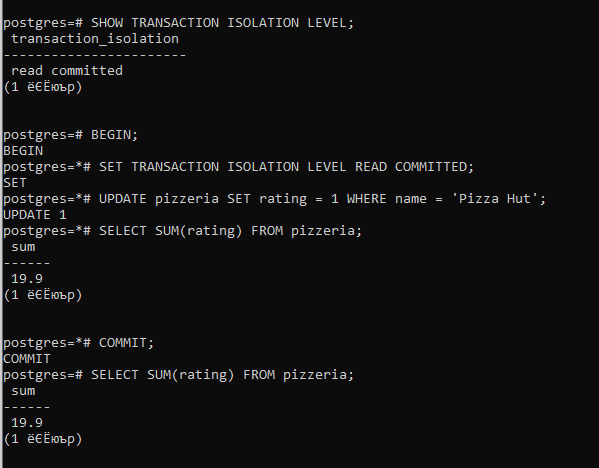 postgres=# SHOW TRANSACTION ISOLATION LEVEL;
transaction_isolation
-----------------------
read committed
(1 ёЄЁюър)
postgres=# BEGIN;
BEGIN
postgres=*# SET TRANSACTION ISOLATION LEVEL READ COMMITTED;
SET
postgres=*# UPDATE pizzeria SET rating = 1 WHERE name = 'Pizza Hut';
UPDATE 1
postgres=*# SELECT SUM(rating) FROM pizzeria;
sum
------
19.9
(1 ёЄЁюър)
postgres=*# COMMIT;
COMMIT
postgres=# SELECT SUM(rating) FROM pizzeria;
sum
------
19.9
(1 ёЄЁюър)